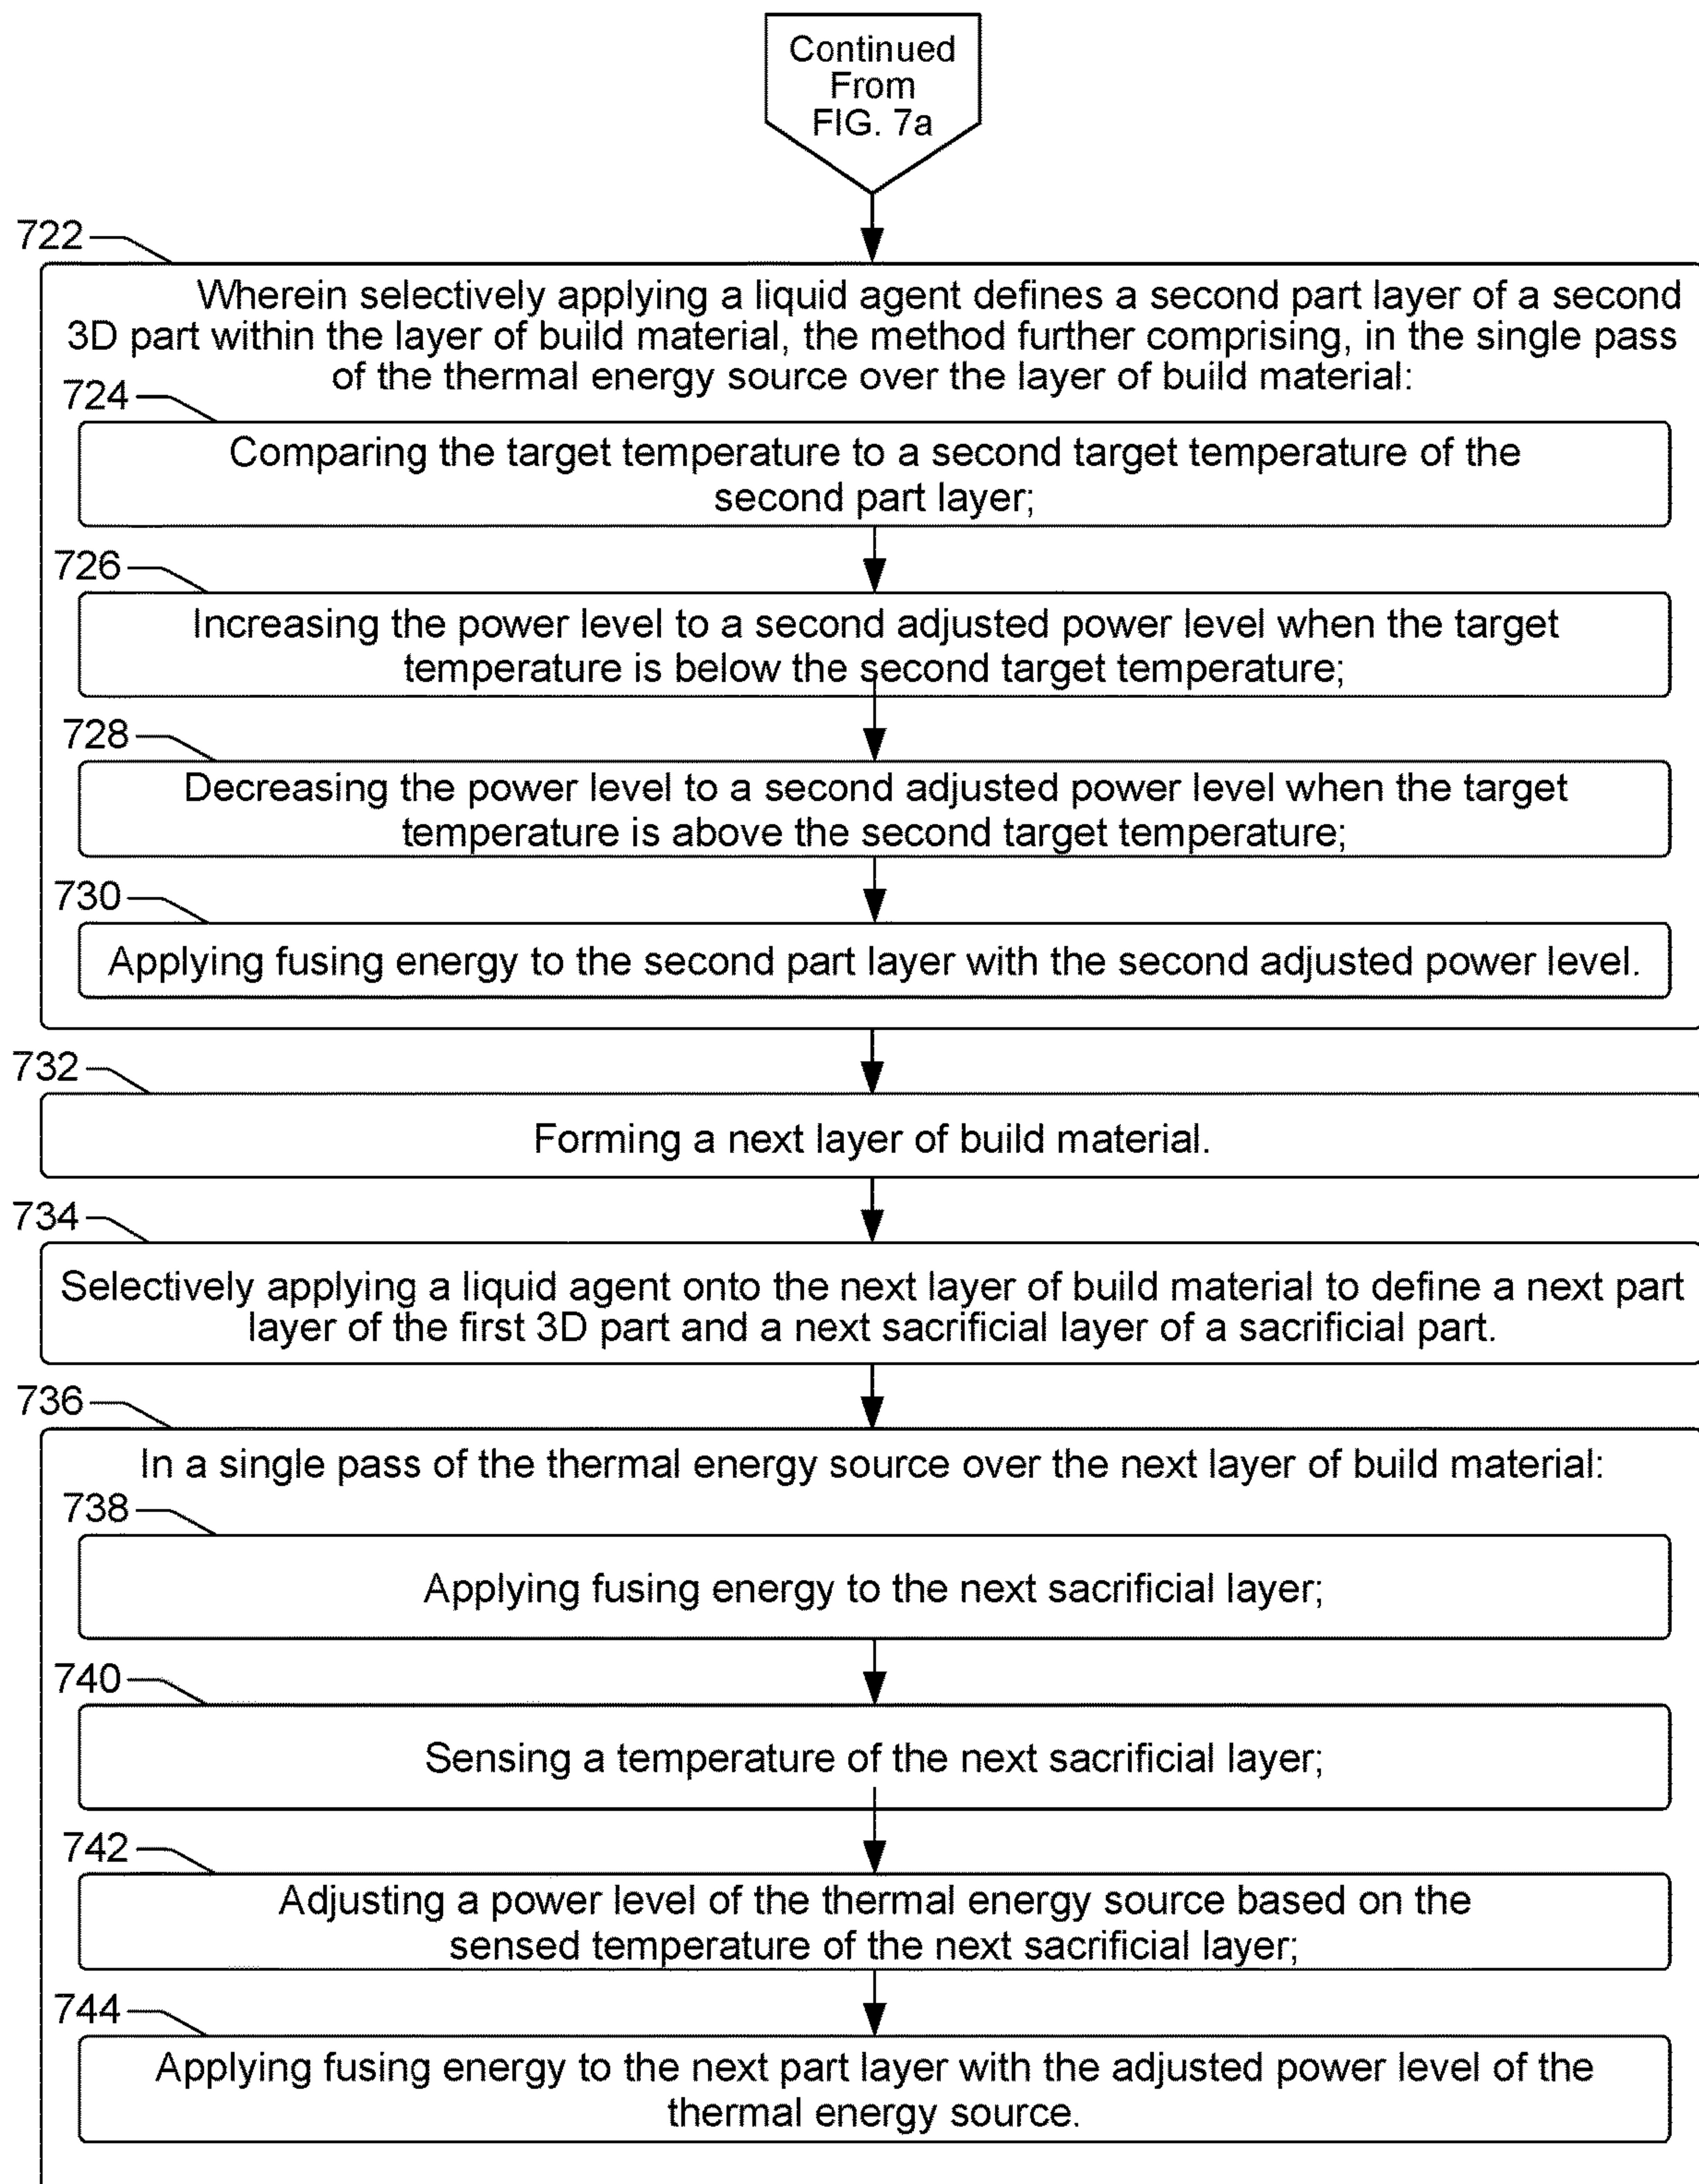 Continued
From
FIG. 7a
722
Wherein selectively applying a liquid agent defines a second part layer of a second
3D part within the layer of build material, the method further comprising, in the single pass
of the thermal energy source over the layer of build material:
724
Comparing the target temperature to a second target temperature of the
second part layer;
726
Increasing the power level to a second adjusted power level when the target
temperature is below the second target temperature;
728
Decreasing the power level to a second adjusted power level when the target
temperature is above the second target temperature;
730
Applying fusing energy to the second part layer with the second adjusted power level.
732
Forming a next layer of build material.
734
Selectively applying a liquid agent onto the next layer of build material to define a next part
layer of the first 3D part and a next sacrificial layer of a sacrificial part.
736
In a single pass of the thermal energy source over the next layer of build material:
738
Applying fusing energy to the next sacrificial layer;
740
Sensing a temperature of the next sacrificial layer;
742
Adjusting a power level of the thermal energy source based on the
sensed temperature of the next sacrificial layer;
744
Applying fusing energy to the next part layer with the adjusted power level of the
thermal energy source.